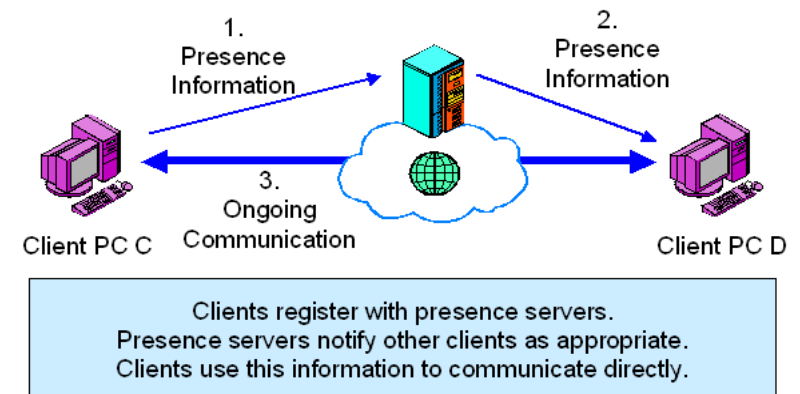 1.
Presence
Information
2.
Presence
Information
3.
Ongoing
Communication
Client PC C
Client PC D
Clients register with presence servers.
Presence servers notify other clients as appropriate.
Clients use this information to communicate directly.